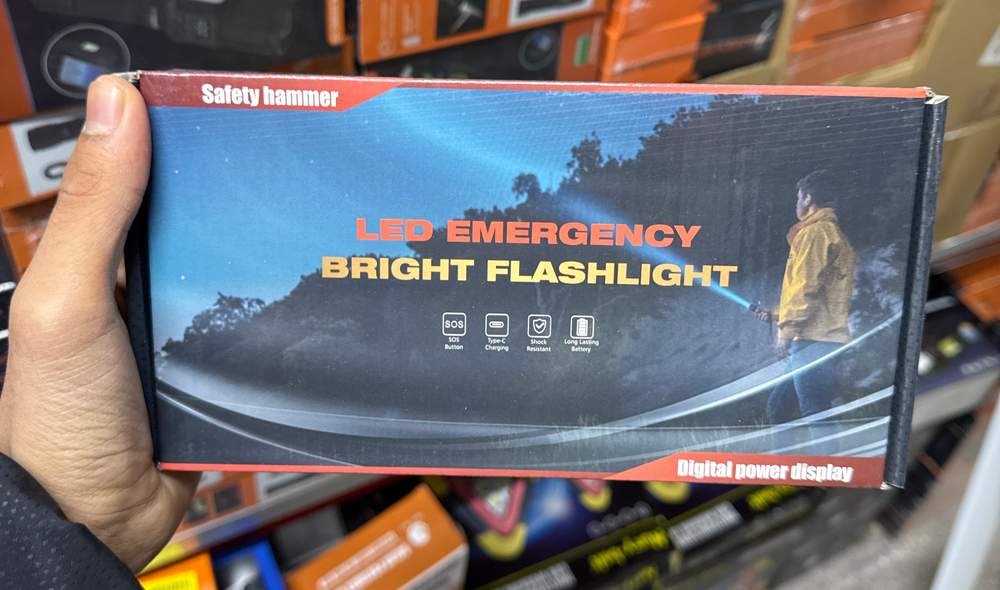 Safety hammer
LED EMERGENCY
BRIGHT FLASHLIGHT
SOS
SOS
Button
Type-C
Charging
Shock
Resistant
Long Lasting
Battery
Digital power display